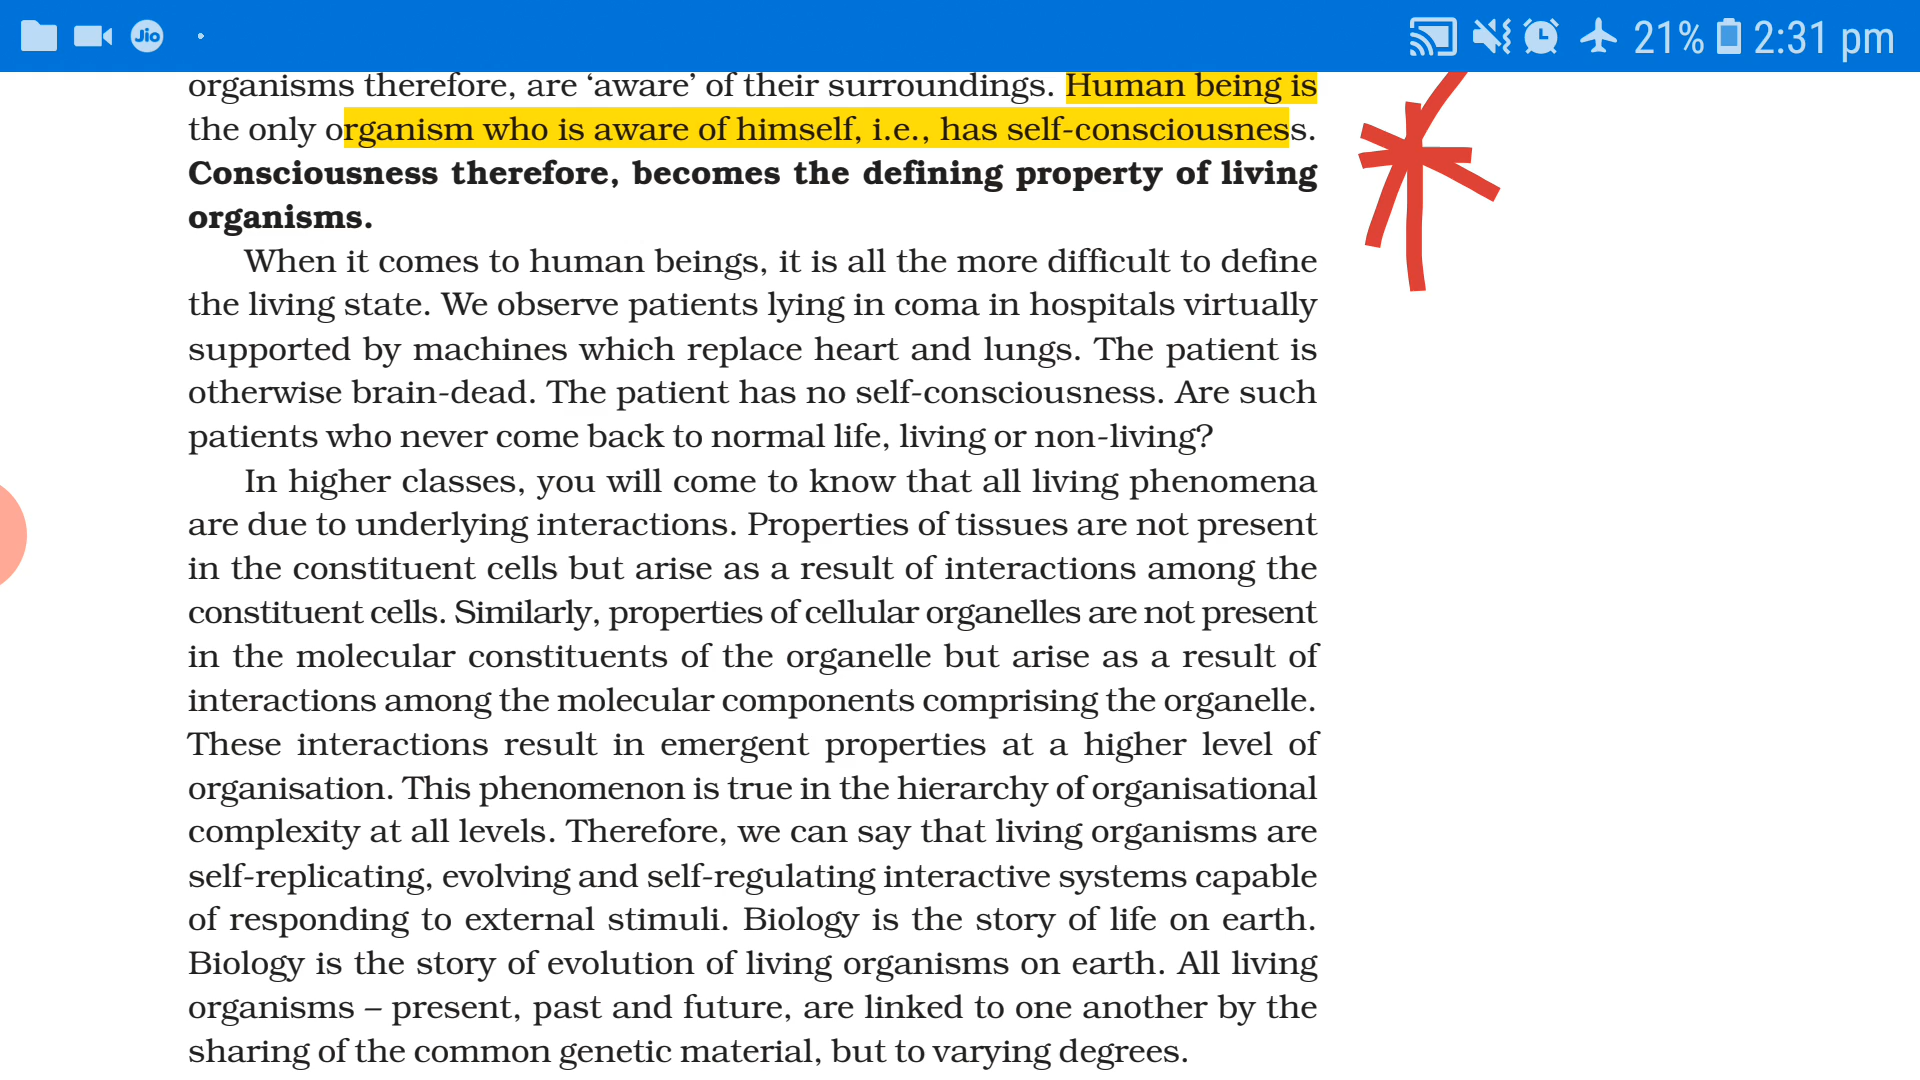 Jio
21% 2:31 pm
organisms therefore, are ‘aware’ of their surroundings. Human being is
the only organism who is aware of himself, i.e., has self-consciousness.
Consciousness therefore, becomes the defining property of living
organisms.
When it comes to human beings, it is all the more difficult to define
the living state. We observe patients lying in coma in hospitals virtually
supported by machines which replace heart and lungs. The patient is
otherwise brain-dead. The patient has no self-consciousness. Are such
patients who never come back to normal life, living or non-living?
In higher classes, you will come to know that all living phenomena
are due to underlying interactions. Properties of tissues are not present
in the constituent cells but arise as a result of interactions among the
constituent cells. Similarly, properties of cellular organelles are not present
in the molecular constituents of the organelle but arise as a result of
interactions among the molecular components comprising the organelle.
These interactions result in emergent properties at a higher level of
organisation. This phenomenon is true in the hierarchy of organisational
complexity at all levels. Therefore, we can say that living organisms are
self-replicating, evolving and self-regulating interactive systems capable
of responding to external stimuli. Biology is the story of life on earth.
Biology is the story of evolution of living organisms on earth. All living
organisms – present, past and future, are linked to one another by the
sharing of the common genetic material, but to varying degrees.